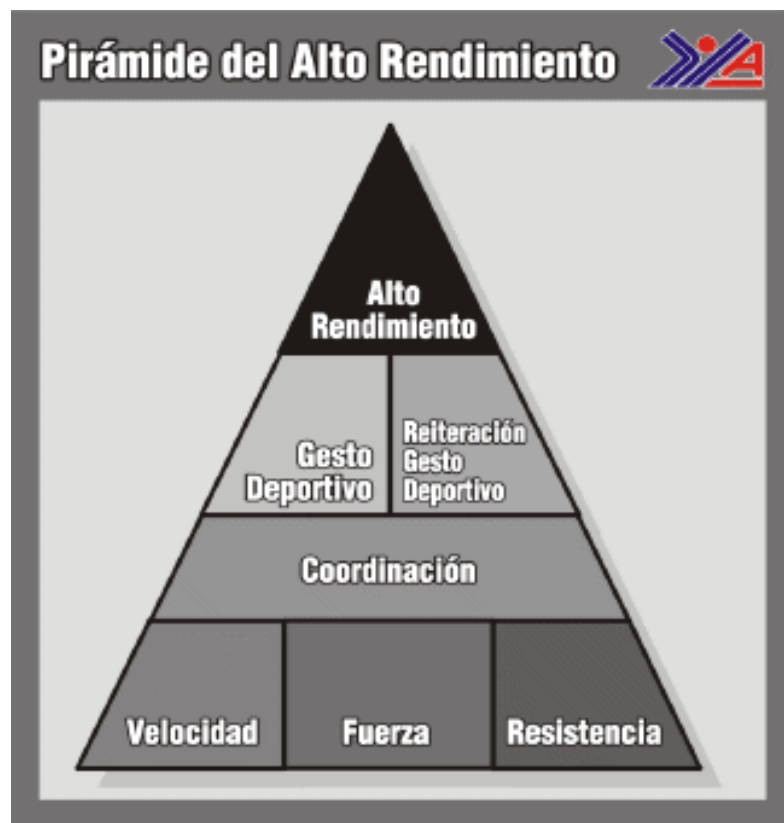 Pirámide del Alto Rendimiento
Alto
Rendimiento
Gesto
Deportivo
Reiteración
Gesto
Deportivo
Coordinación
Velocidad
Fuerza
Resistencia